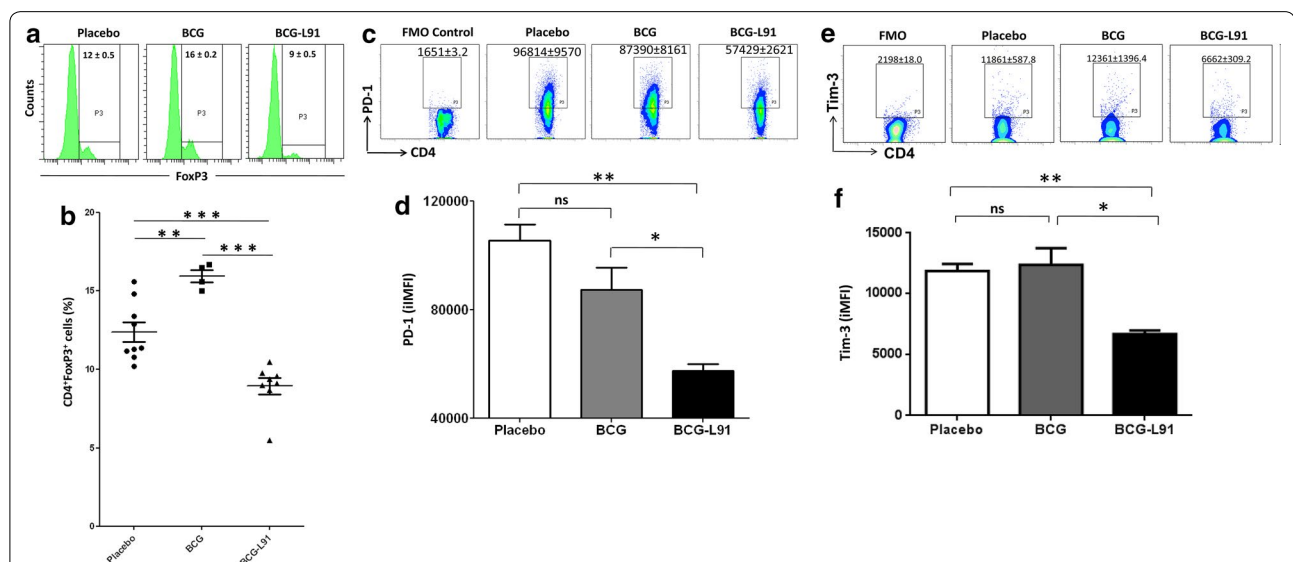 a
Placebo BCG BCG-L91
12 ± 0.5 16 ± 0.2 9 ± 0.5
Counts
P3 P3 P3
FoxP3
b
CD4+FoxP3+ cells (%)
20
15
10
5
0
***
** ***
Placebo BCG BCG-L91
c
FMO Control Placebo BCG BCG-L91
1651±3.2 96814±9570 87390±8161 57429±2621
PD-1
P3 P3 P3 P3
CD4
d
PD-1 (iIMFI)
120000
80000
40000
**
ns
*
Placebo BCG BCG-L91
e
FMO Placebo BCG BCG-L91
2198±18.0 11861±587.8 12361±1396.4 6662±309.2
Tim-3
P3 P3 P3 P3
CD4
f
Tim-3 (iMFI)
15000
10000
5000
0
**
ns *
Placebo BCG BCG-L91